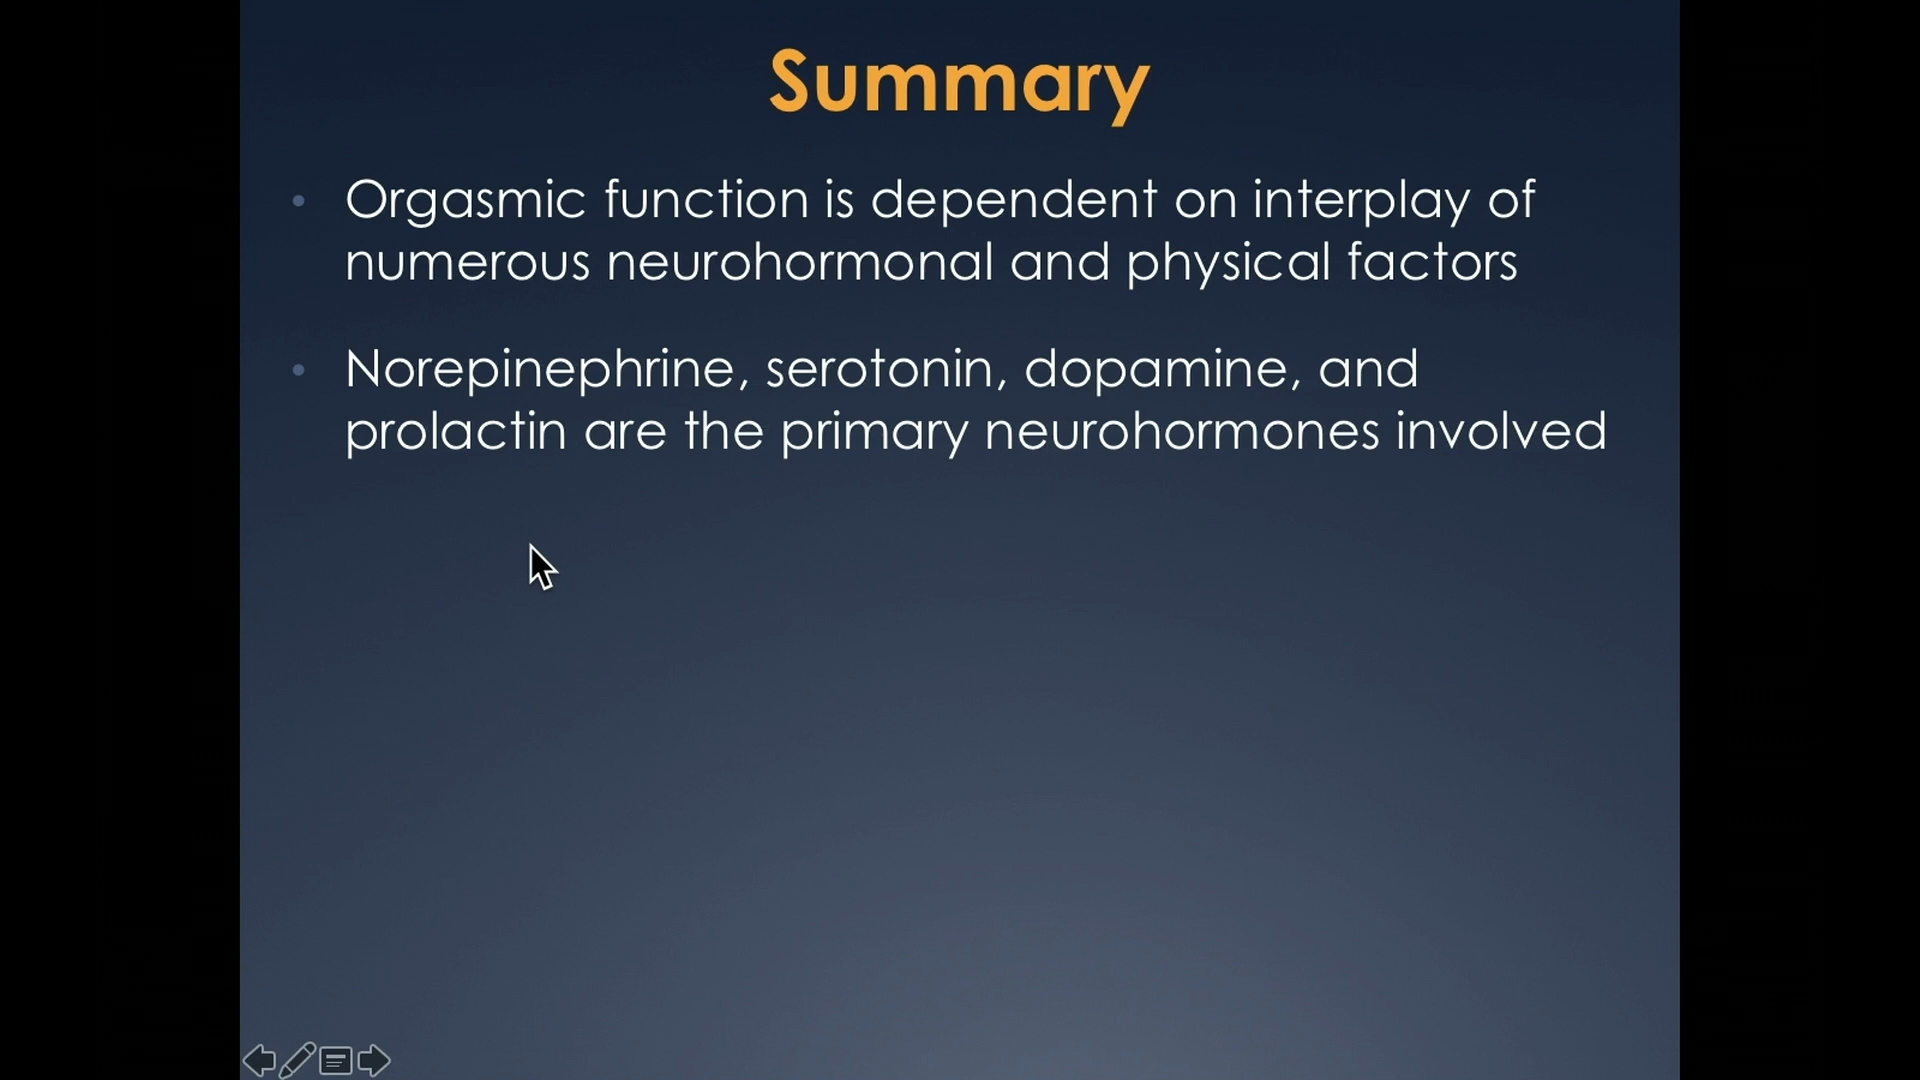 Summary
• Orgasmic function is dependent on interplay of
numerous neurohormonal and physical factors
• Norepinephrine, serotonin, dopamine, and
prolactin are the primary neurohormones involved